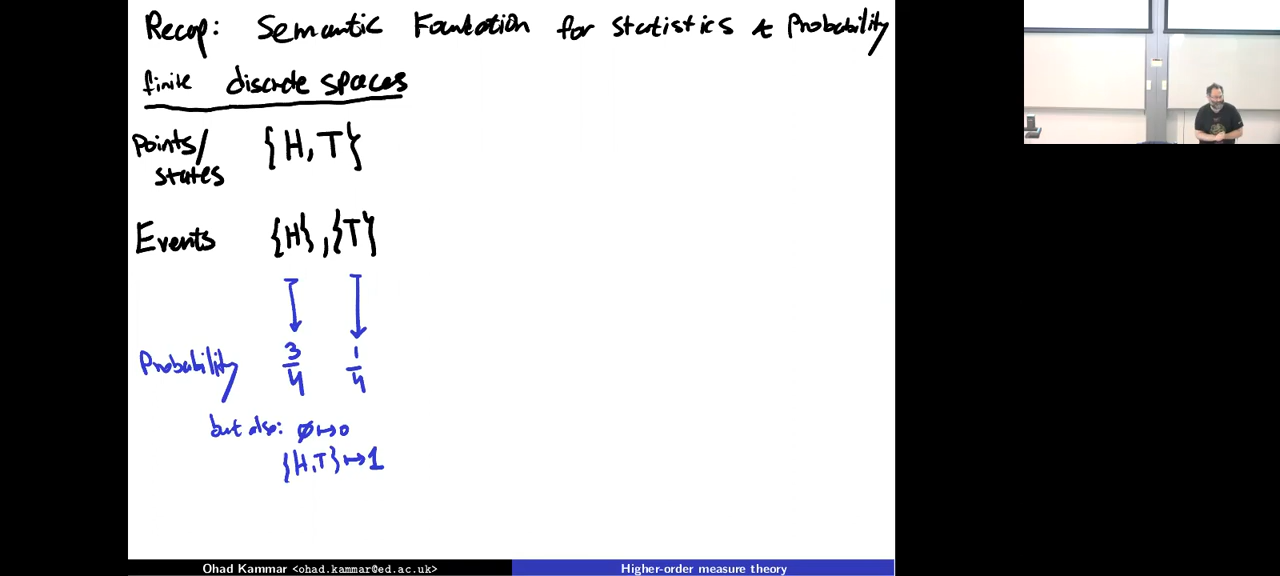 Recap: Semantic Foundation for Statistics & Probability
finite discrete spaces
Points/
states
{H, T}
Events {H}, {T}
Probability 3/4 1/4
but also: ∅ ↦ 0
{H, T} ↦ 1
Ohad Kammar <ohad.kammar@ed.ac.uk> Higher-order measure theory